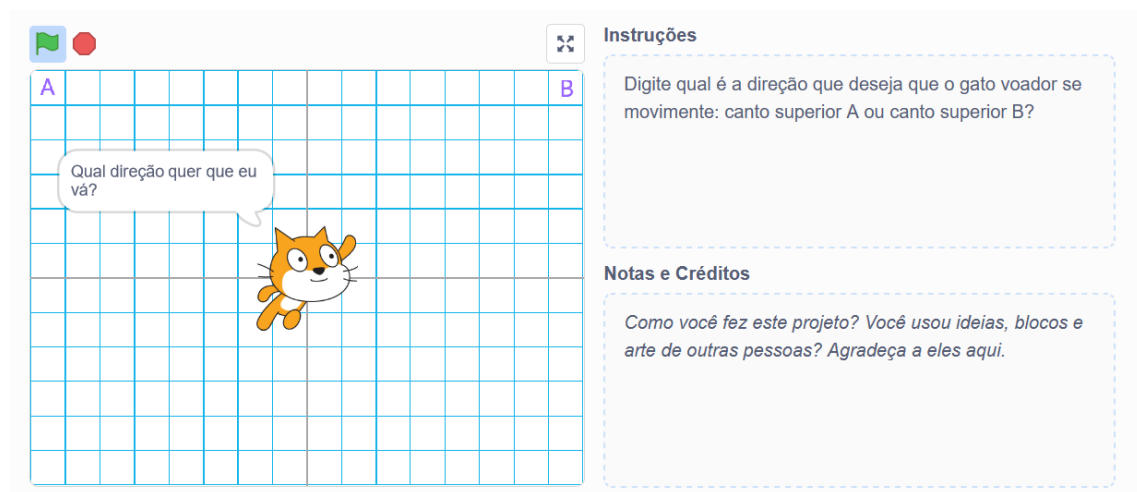 A
B
Qual direção quer que eu
vá?
Instruções
Digite qual é a direção que deseja que o gato voador se
movimente: canto superior A ou canto superior B?
Notas e Créditos
Como você fez este projeto? Você usou ideias, blocos e
arte de outras pessoas? Agradeça a eles aqui.